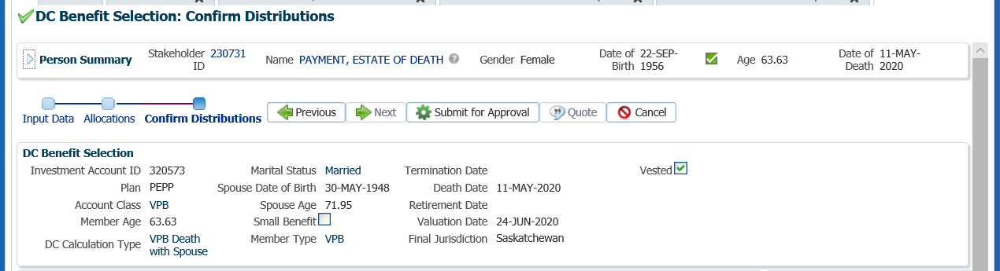 DC Benefit Selection: Confirm Distributions
Person Summary Stakeholder ID 230731 Name PAYMENT, ESTATE OF DEATH Gender Female Date of Birth 22-SEP-1956 Age 63.63 Date of Death 11-MAY-2020
Input Data Allocations Confirm Distributions Previous Next Submit for Approval Quote Cancel
DC Benefit Selection
Investment Account ID 320573 Marital Status Married Termination Date Vested
Plan PEPP Spouse Date of Birth 30-MAY-1948 Death Date 11-MAY-2020
Account Class VPB Spouse Age 71.95 Retirement Date
Member Age 63.63 Small Benefit Valuation Date 24-JUN-2020
DC Calculation Type VPB Death with Spouse Member Type VPB Final Jurisdiction Saskatchewan